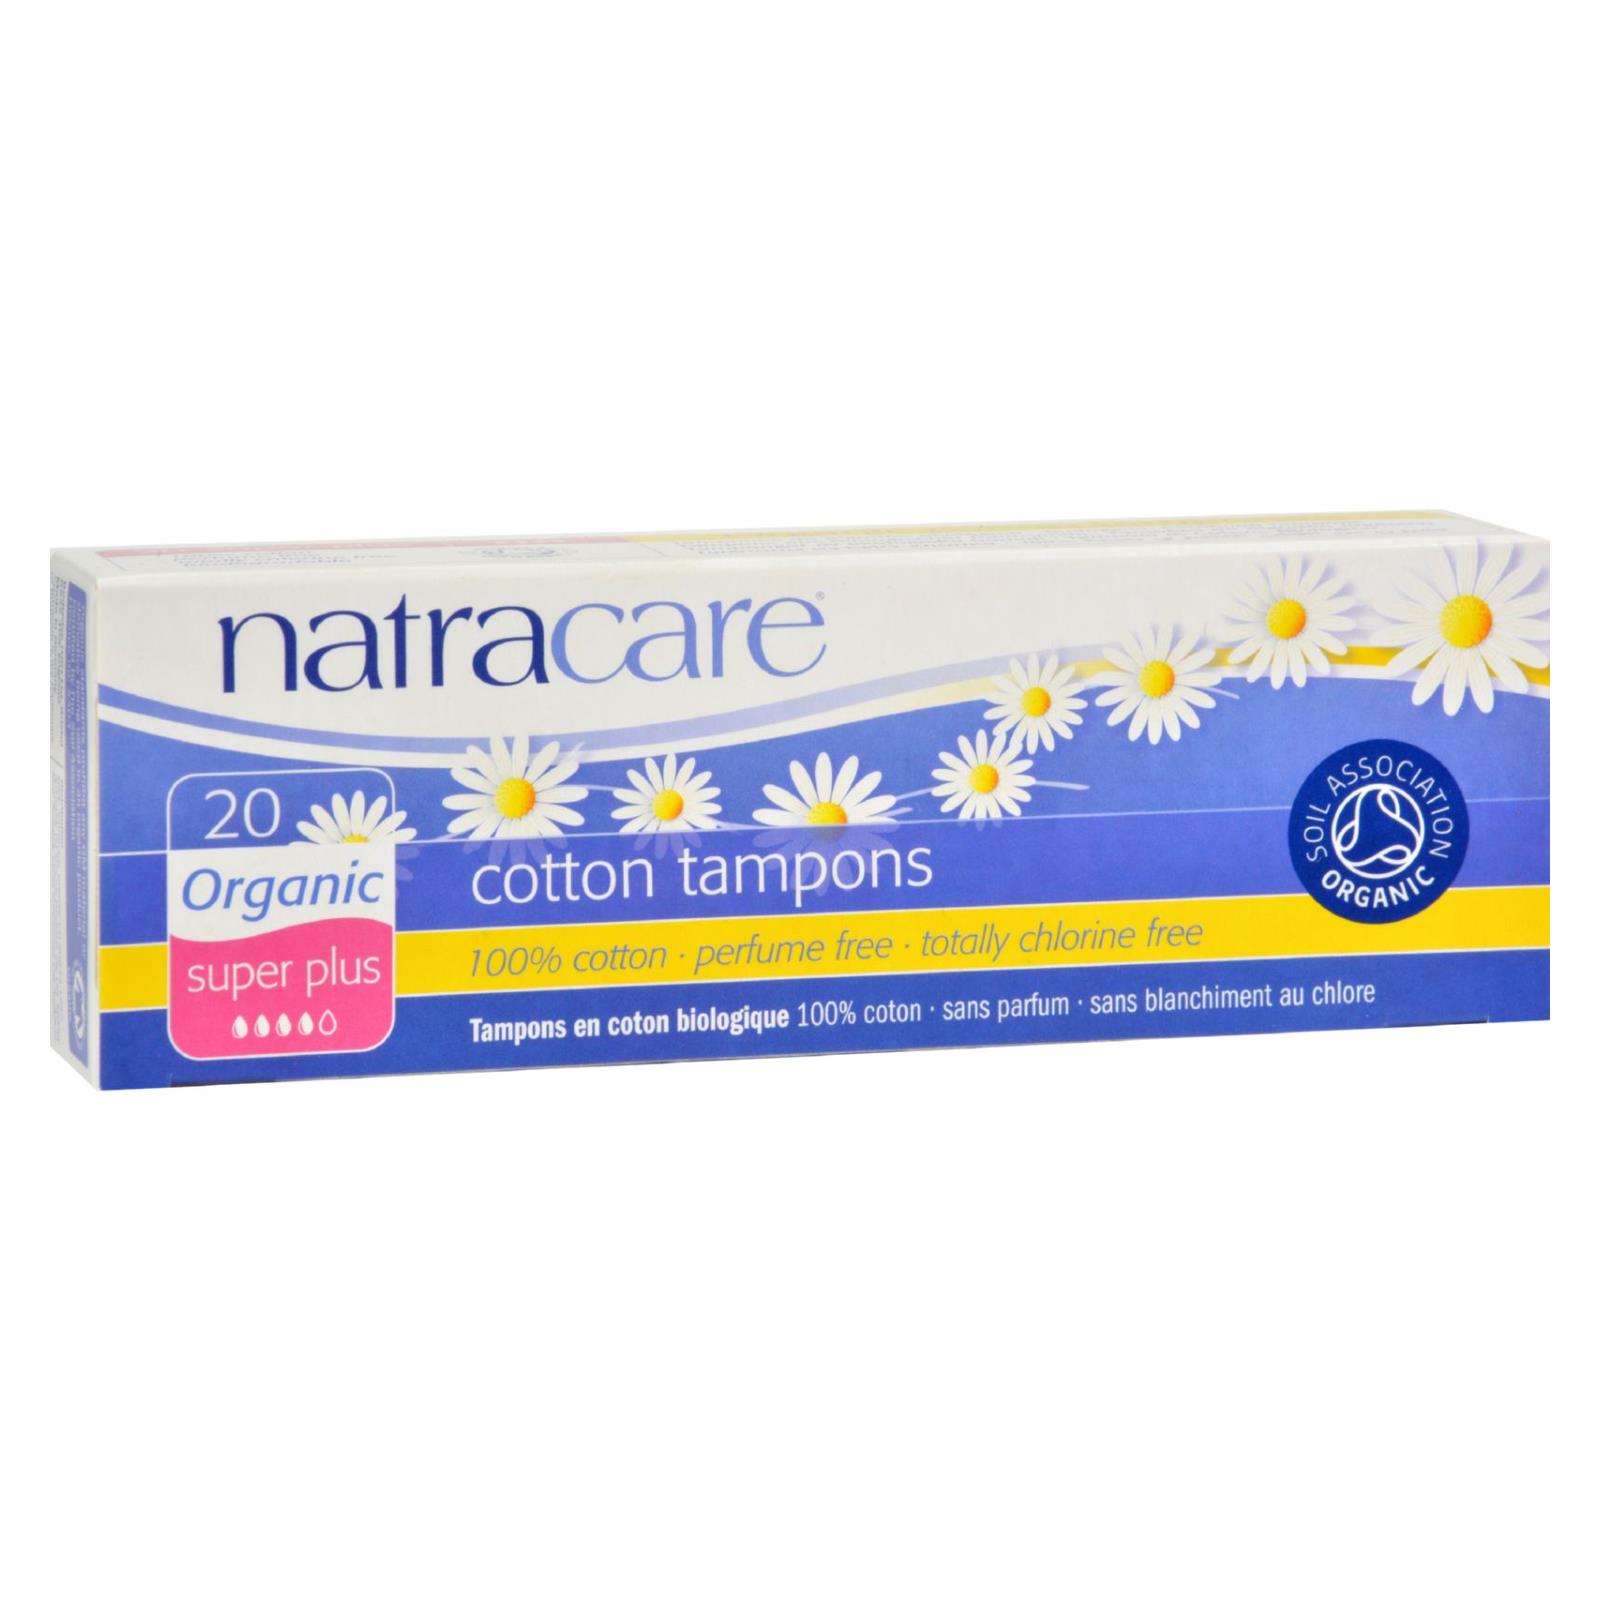 natracare®
20
Organic
super plus
cotton tampons
100% cotton · perfume free · totally chlorine free
Tampons en coton biologique 100% coton · sans parfum · sans blanchiment au chlore
SOIL ASSOCIATION
ORGANIC